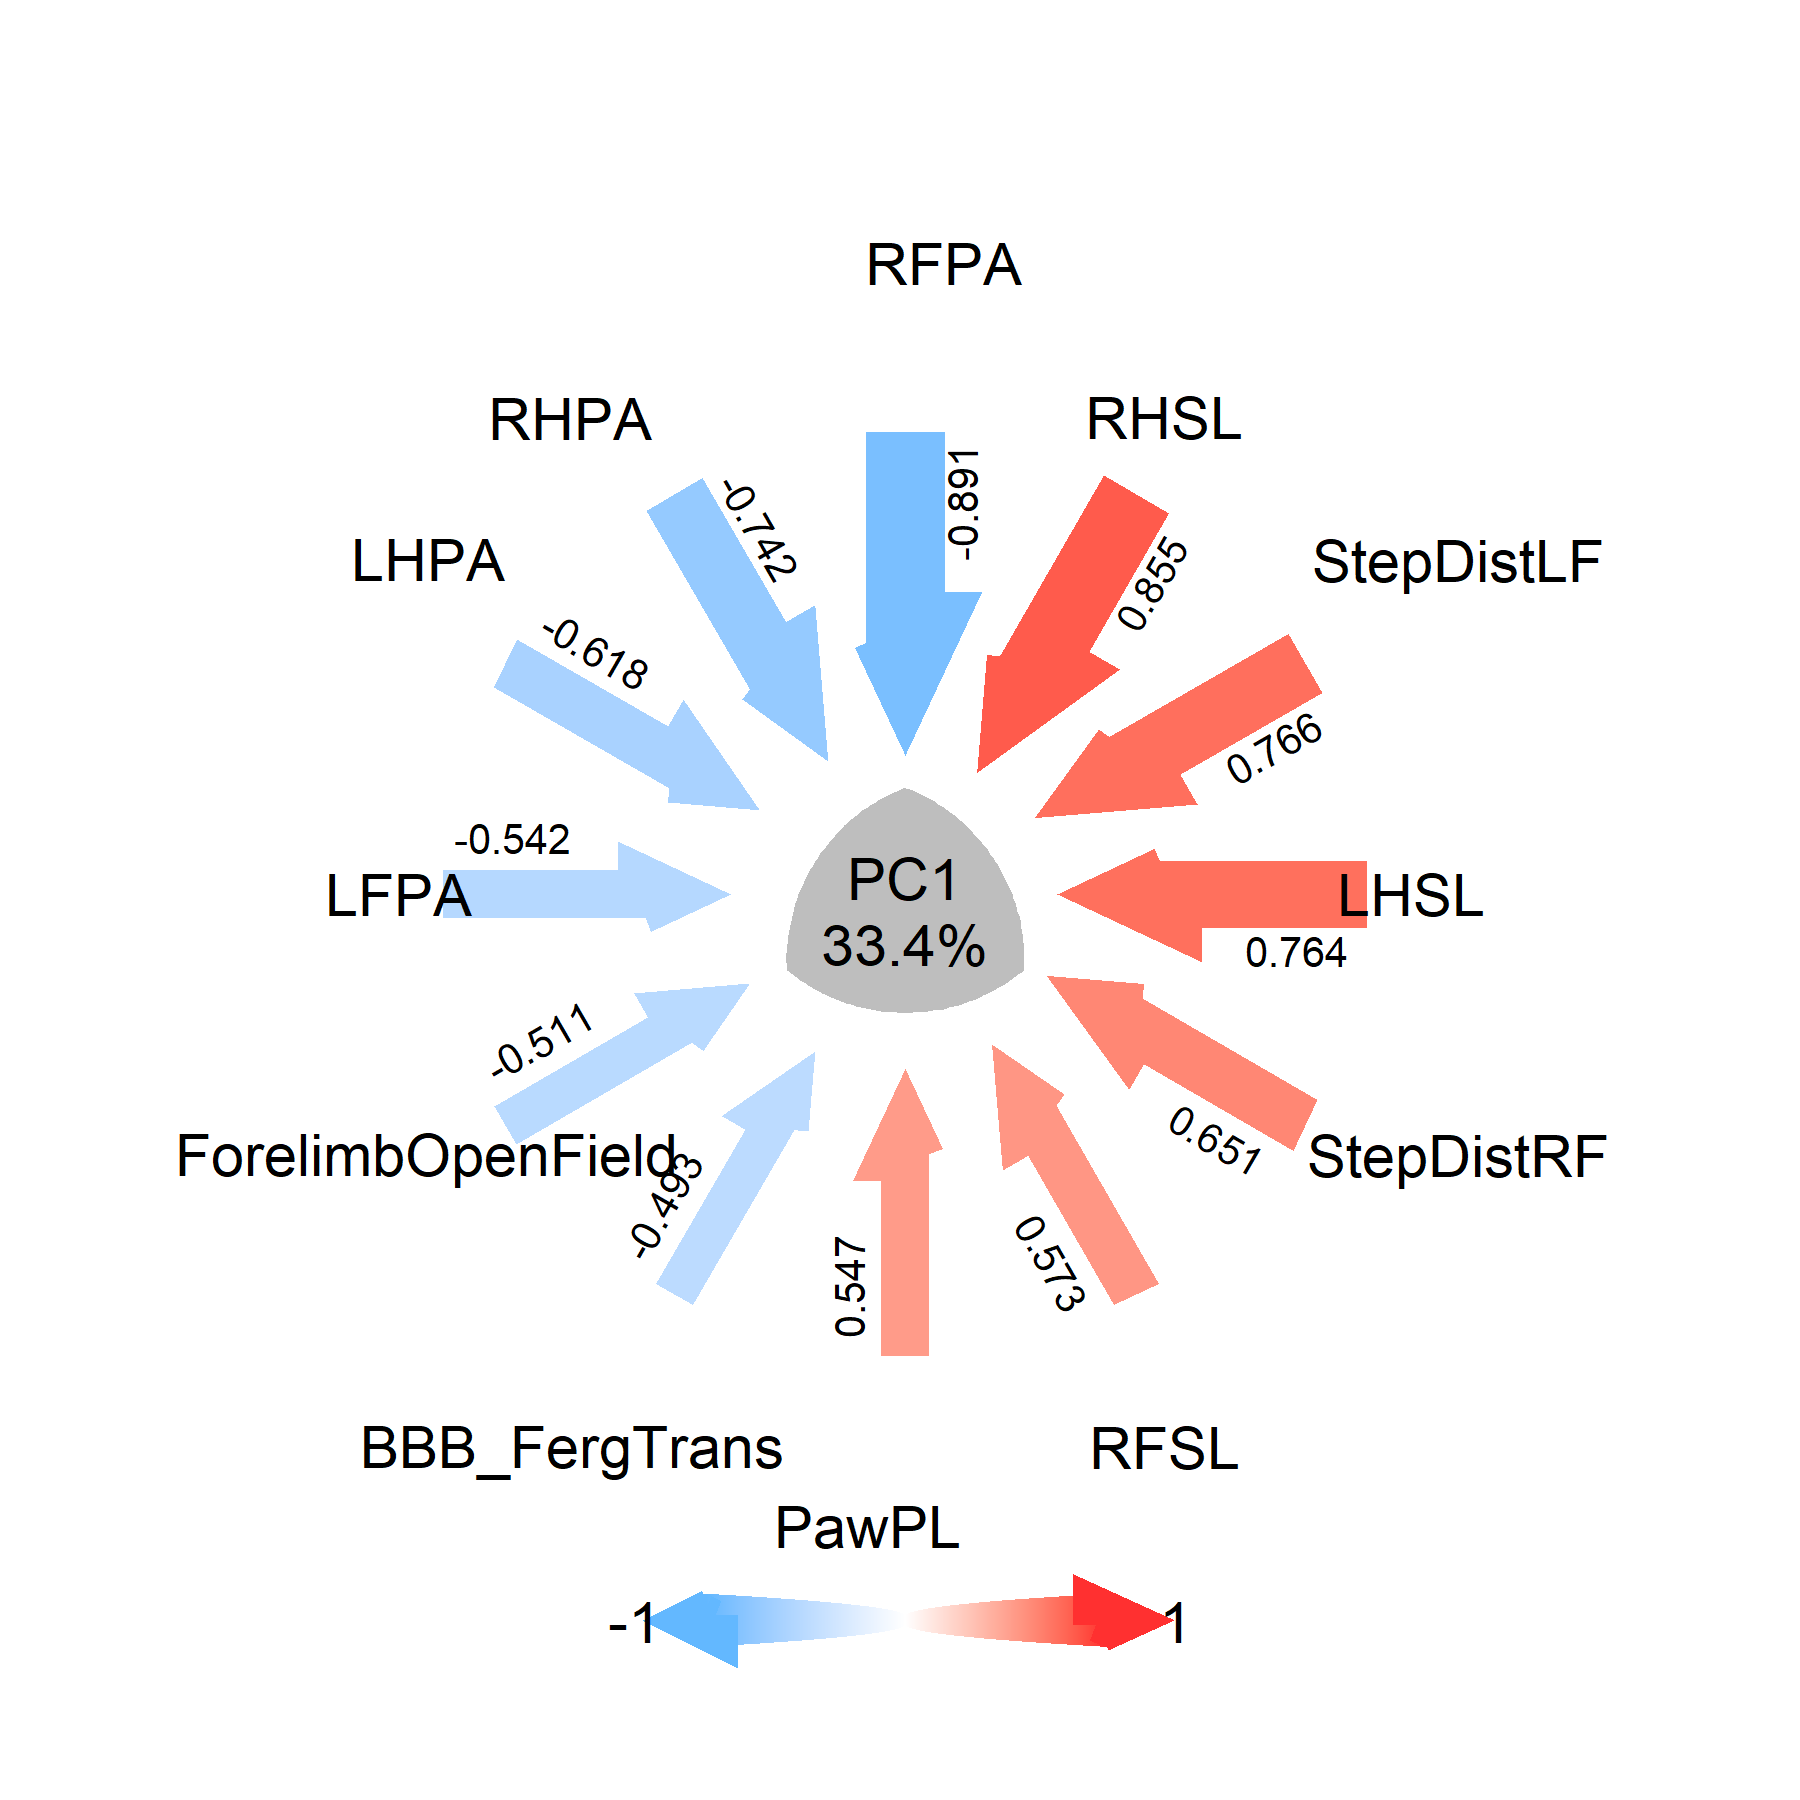 RFPA
RHPA
RHSL
-0.891
-0.742
0.855
LHPA
StepDistLF
-0.618
0.766
-0.542
LFPA
PC1
33.4%
LHSL
0.764
-0.511
0.651
ForelimbOpenField
StepDistRF
-0.493
0.547
0.573
BBB_FergTrans
RFSL
PawPL
-1
1